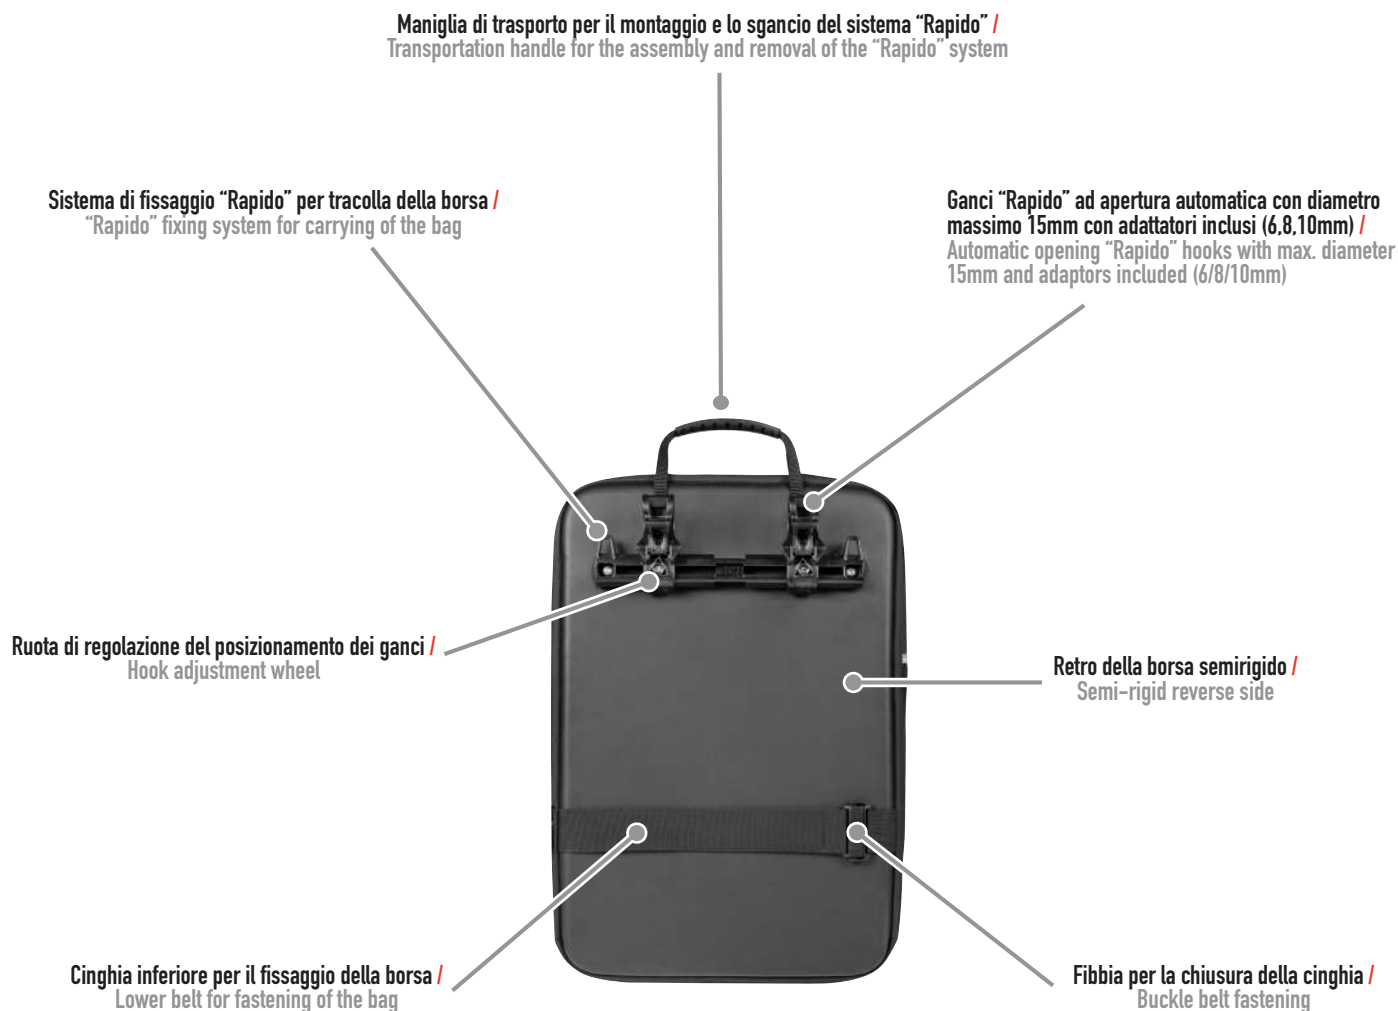 Maniglia di trasporto per il montaggio e lo sgancio del sistema “Rapido” /
Transportation handle for the assembly and removal of the “Rapido” system
Sistema di fissaggio “Rapido” per tracolla della borsa /
“Rapido” fixing system for carrying of the bag
Ganci “Rapido” ad apertura automatica con diametro
massimo 15mm con adattatori inclusi (6,8,10mm) /
Automatic opening “Rapido” hooks with max. diameter
15mm and adaptors included (6/8/10mm)
Ruota di regolazione del posizionamento dei ganci /
Hook adjustment wheel
Retro della borsa semirigido /
Semi-rigid reverse side
Cinghia inferiore per il fissaggio della borsa /
Lower belt for fastening of the bag
Fibbia per la chiusura della cinghia /
Buckle belt fastening